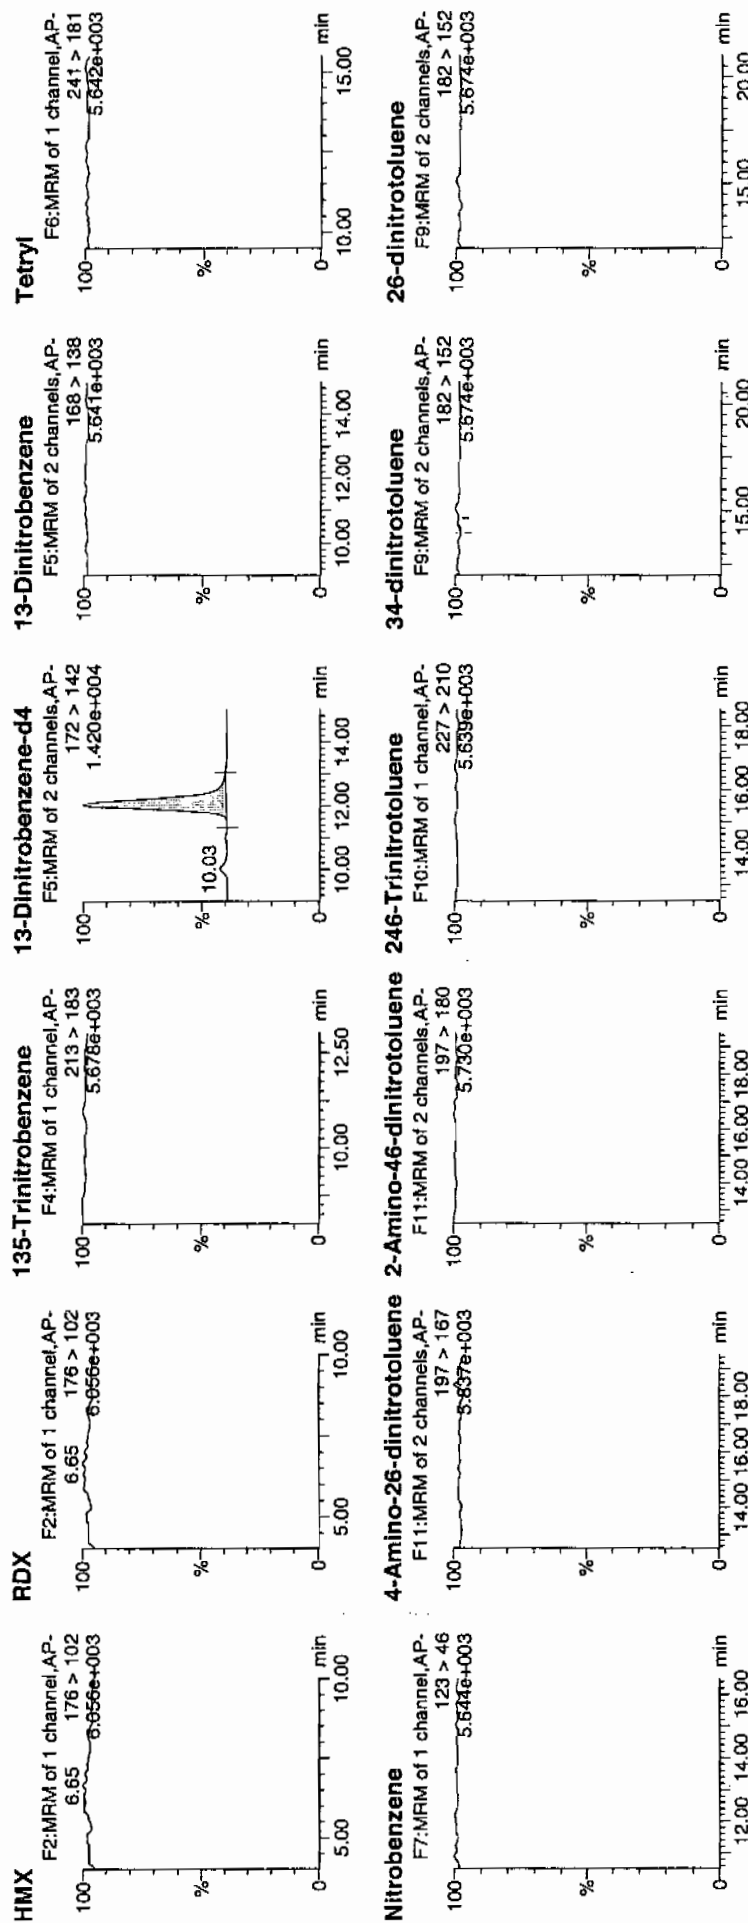 HMX
F2:MRM of 1 channel,AP-
176 > 102
6.056e+003
100
6.65
%
0
5.00 10.00
min
RDX
F2:MRM of 1 channel,AP-
176 > 102
6.056e+003
100
6.65
%
0
5.00 10.00
min
135-Trinitrobenzene
F4:MRM of 1 channel,AP-
213 > 183
5.678e+003
100
%
0
10.00 12.50
min
13-Dinitrobenzene-d4
F5:MRM of 2 channels,AP-
172 > 142
1.420e+004
100
10.03
%
0
10.00 12.00 14.00
min
13-Dinitrobenzene
F5:MRM of 2 channels,AP-
168 > 138
5.641e+003
100
%
0
10.00 12.00 14.00
min
Tetryl
F6:MRM of 1 channel,AP-
241 > 181
5.642e+003
100
%
0
10.00 15.00
min
Nitrobenzene
F7:MRM of 1 channel,AP-
123 > 46
5.644e+003
100
%
0
12.00 14.00 16.00
min
4-Amino-26-dinitrotoluene
F11:MRM of 2 channels,AP-
197 > 167
5.837e+003
100
%
0
14.00 16.00 18.00
min
2-Amino-46-dinitrotoluene
F11:MRM of 2 channels,AP-
197 > 180
5.730e+003
100
%
0
14.00 16.00 18.00
min
246-Trinitrotoluene
F10:MRM of 1 channel,AP-
227 > 210
5.639e+003
100
%
0
14.00 16.00 18.00
min
34-dinitrotoluene
F9:MRM of 2 channels,AP-
182 > 152
5.674e+003
100
%
0
15.00 20.00
min
26-dinitrotoluene
F9:MRM of 2 channels,AP-
182 > 152
5.674e+003
100
%
0
15.00 20.00
min